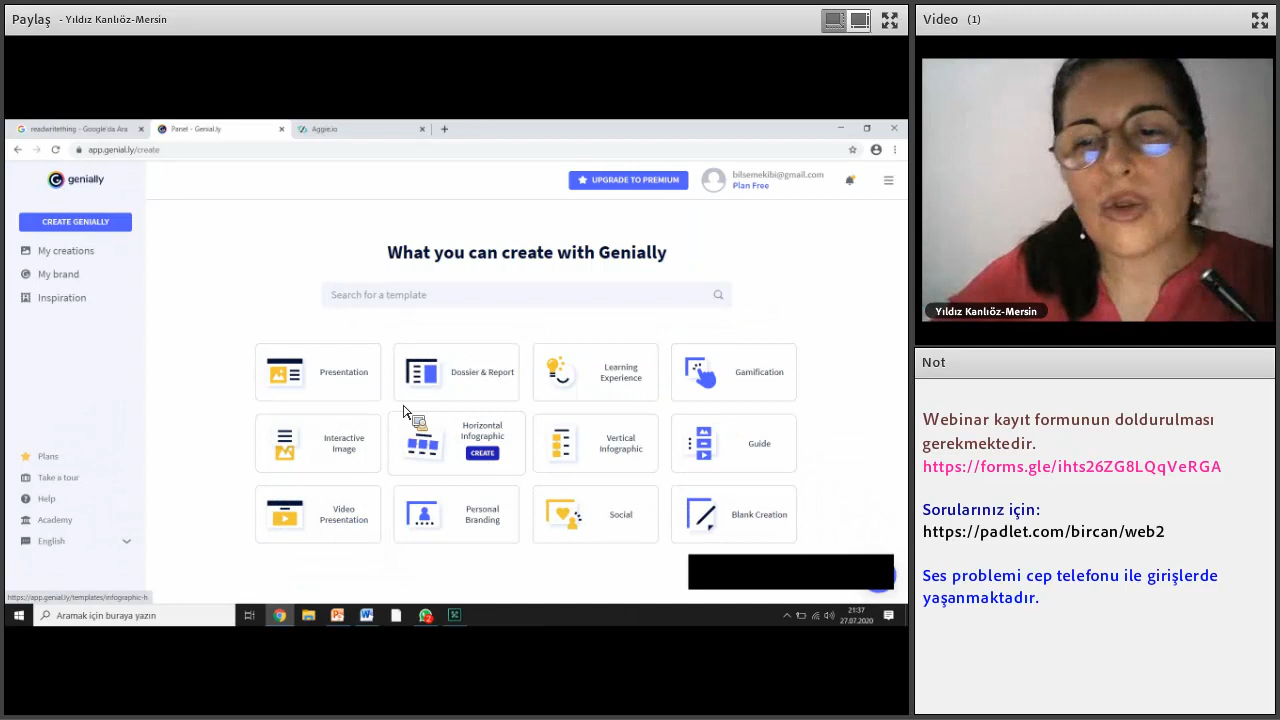 Paylaş - Yıldız Kanlıöz-Mersin
Video (1)
readwritething - Google'da Ara
Panel - Genial.ly
Aggie.io
app.genial.ly/create
genially
UPGRADE TO PREMIUM
bilsemekibi@gmail.com
Plan Free
CREATE GENIALLY
My creations
My brand
Inspiration
What you can create with Genially
Search for a template
Presentation
Dossier & Report
Learning
Experience
Gamification
Interactive
Image
Horizontal
Infographic
CREATE
Vertical
Infographic
Guide
Video
Presentation
Personal
Branding
Social
Blank Creation
Plans
Take a tour
Help
Academy
English
https://app.genial.ly/templates/infographic-h
Aramak için buraya yazın
21:37
27.07.2020
Yıldız Kanlıöz-Mersin
Not
Webinar kayıt formunun doldurulması
gerekmektedir.
https://forms.gle/ihts26ZG8LQqVeRGA
Sorularınız için:
https://padlet.com/bircan/web2
Ses problemi cep telefonu ile girişlerde
yaşanmaktadır.